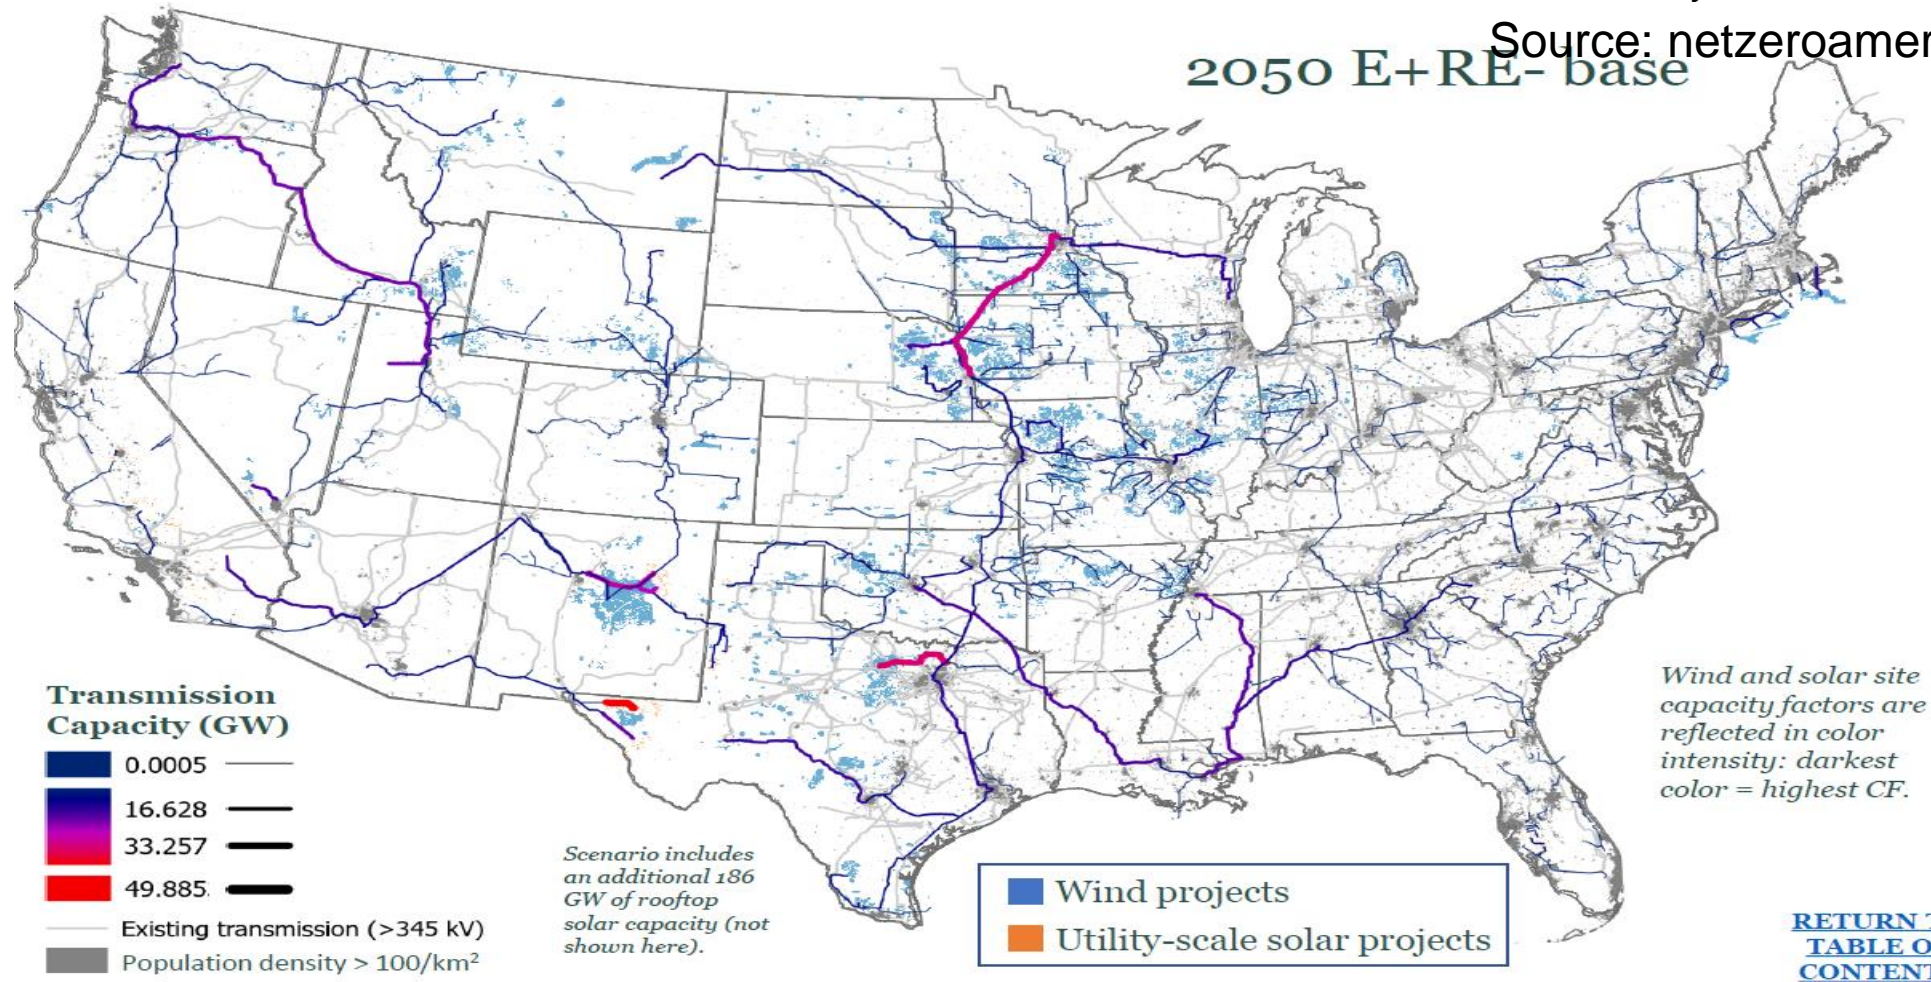 Source: netzeroamer
2050 E+RE- base
Transmission
Capacity (GW)
0.0005
16.628
33.257
49.885.
Existing transmission (>345 kV)
Population density > 100/km²
Scenario includes
an additional 186
GW of rooftop
solar capacity (not
shown here).
Wind projects
Utility-scale solar projects
Wind and solar site
capacity factors are
reflected in color
intensity: darkest
color = highest CF.
RETURN T
TABLE O
CONTENT